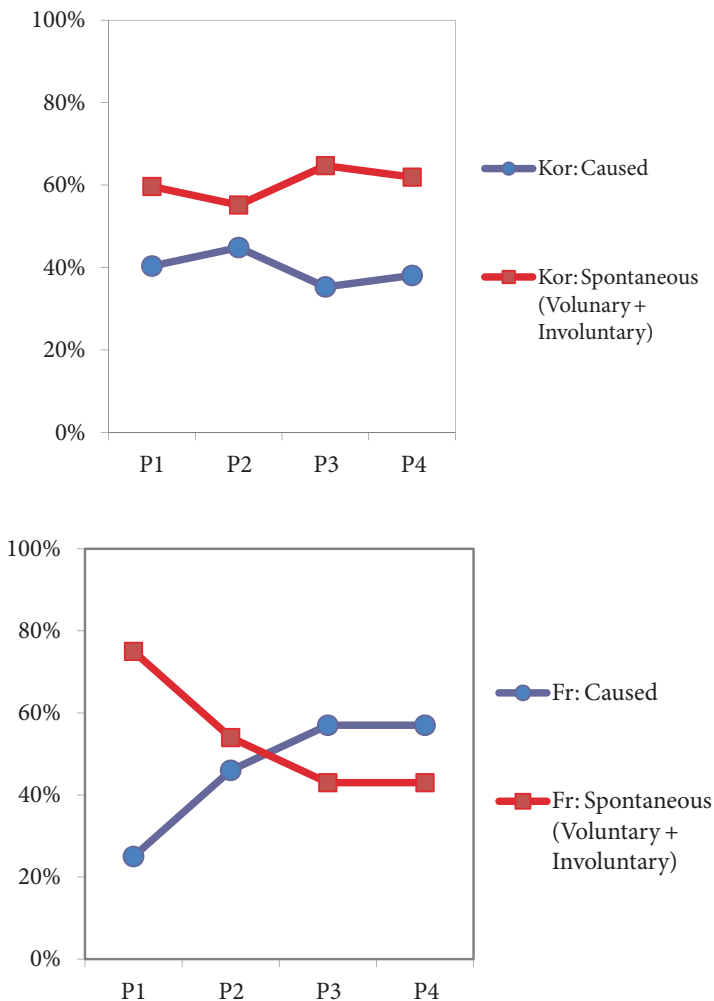 100%
80%
60%
40%
20%
0%
P1 P2 P3 P4
Kor: Caused
Kor: Spontaneous
(Volunary +
Involuntary)
100%
80%
60%
40%
20%
0%
P1 P2 P3 P4
Fr: Caused
Fr: Spontaneous
(Voluntary +
Involuntary)